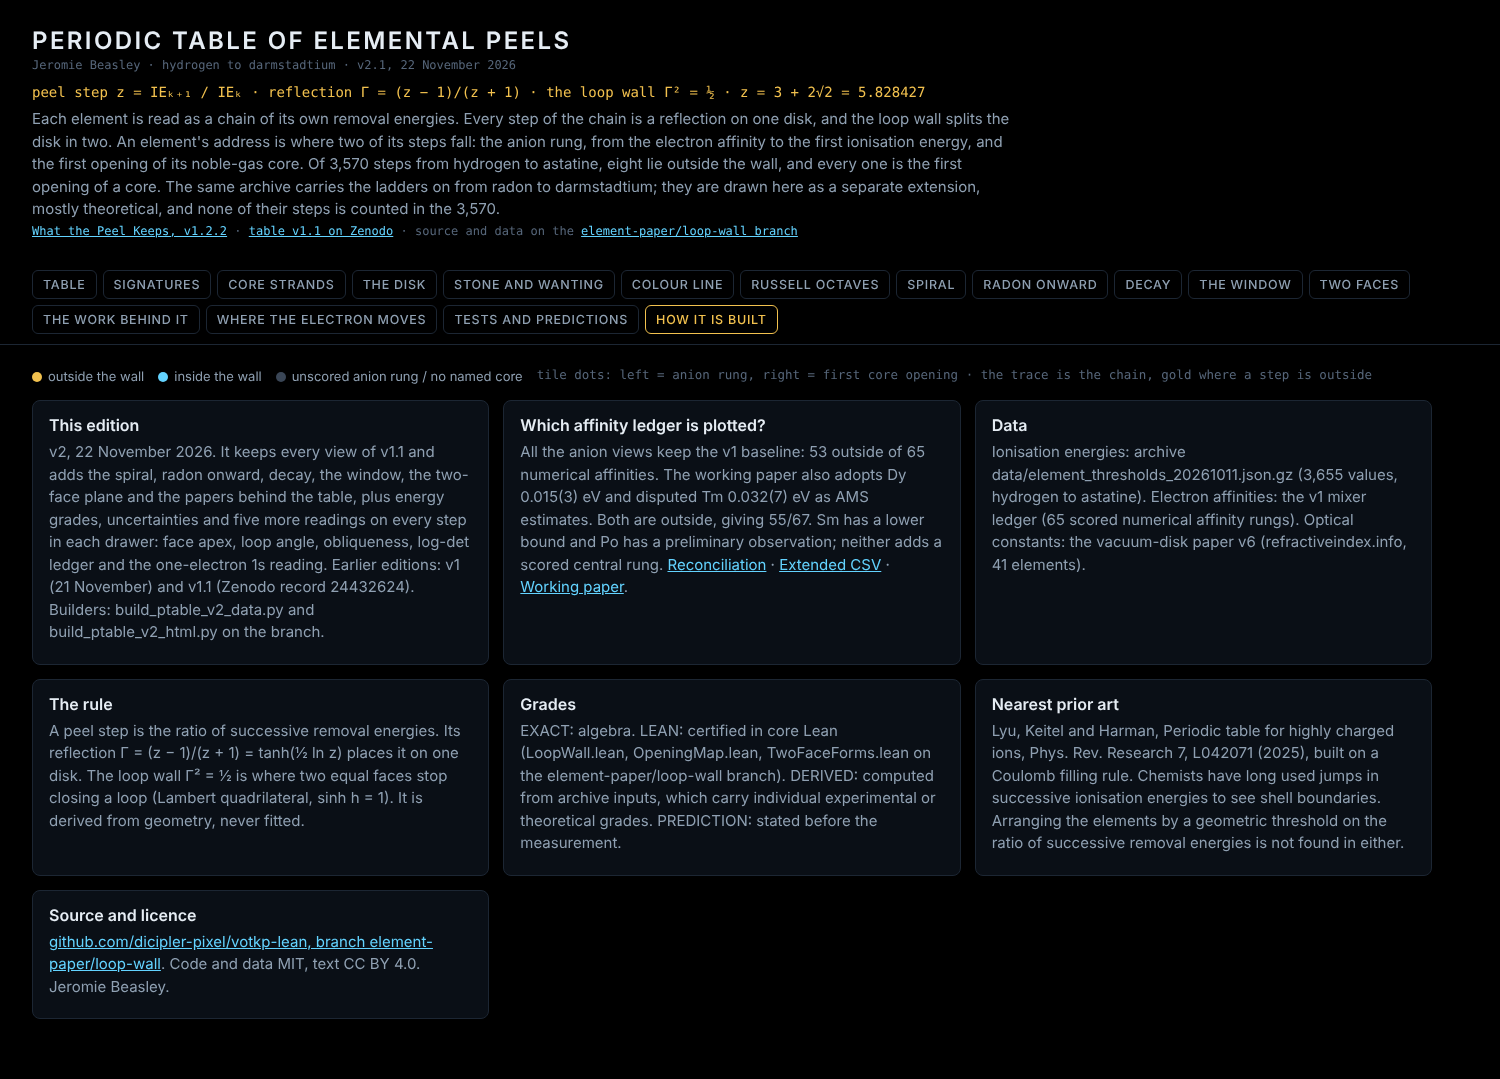 PERIODIC TABLE OF ELEMENTAL PEELS
Jeromie Beasley · hydrogen to darmstadtium · v2.1, 22 November 2026
peel step z = IEₖ₊₁ / IEₖ · reflection Γ = (z − 1)/(z + 1) · the loop wall Γ² = ½ · z = 3 + 2√2 = 5.828427
Each element is read as a chain of its own removal energies. Every step of the chain is a reflection on one disk, and the loop wall splits the
disk in two. An element's address is where two of its steps fall: the anion rung, from the electron affinity to the first ionisation energy, and
the first opening of its noble-gas core. Of 3,570 steps from hydrogen to astatine, eight lie outside the wall, and every one is the first
opening of a core. The same archive carries the ladders on from radon to darmstadtium; they are drawn here as a separate extension,
mostly theoretical, and none of their steps is counted in the 3,570.
What the Peel Keeps, v1.2.2 · table v1.1 on Zenodo · source and data on the element-paper/loop-wall branch
TABLE SIGNATURES CORE STRANDS THE DISK STONE AND WANTING COLOUR LINE RUSSELL OCTAVES SPIRAL RADON ONWARD DECAY THE WINDOW TWO FACES
THE WORK BEHIND IT WHERE THE ELECTRON MOVES TESTS AND PREDICTIONS HOW IT IS BUILT
outside the wall inside the wall unscored anion rung / no named core tile dots: left = anion rung, right = first core opening · the trace is the chain, gold where a step is outside
This edition
v2, 22 November 2026. It keeps every view of v1.1 and
adds the spiral, radon onward, decay, the window, the two-
face plane and the papers behind the table, plus energy
grades, uncertainties and five more readings on every step
in each drawer: face apex, loop angle, obliqueness, log-det
ledger and the one-electron 1s reading. Earlier editions: v1
(21 November) and v1.1 (Zenodo record 24432624).
Builders: build_ptable_v2_data.py and
build_ptable_v2_html.py on the branch.
Which affinity ledger is plotted?
All the anion views keep the v1 baseline: 53 outside of 65
numerical affinities. The working paper also adopts Dy
0.015(3) eV and disputed Tm 0.032(7) eV as AMS
estimates. Both are outside, giving 55/67. Sm has a lower
bound and Po has a preliminary observation; neither adds a
scored central rung. Reconciliation · Extended CSV ·
Working paper.
Data
Ionisation energies: archive
data/element_thresholds_20261011.json.gz (3,655 values,
hydrogen to astatine). Electron affinities: the v1 mixer
ledger (65 scored numerical affinity rungs). Optical
constants: the vacuum-disk paper v6 (refractiveindex.info,
41 elements).
The rule
A peel step is the ratio of successive removal energies. Its
reflection Γ = (z − 1)/(z + 1) = tanh(½ ln z) places it on one
disk. The loop wall Γ² = ½ is where two equal faces stop
closing a loop (Lambert quadrilateral, sinh h = 1). It is
derived from geometry, never fitted.
Grades
EXACT: algebra. LEAN: certified in core Lean
(LoopWall.lean, OpeningMap.lean, TwoFaceForms.lean on
the element-paper/loop-wall branch). DERIVED: computed
from archive inputs, which carry individual experimental or
theoretical grades. PREDICTION: stated before the
measurement.
Nearest prior art
Lyu, Keitel and Harman, Periodic table for highly charged
ions, Phys. Rev. Research 7, L042071 (2025), built on a
Coulomb filling rule. Chemists have long used jumps in
successive ionisation energies to see shell boundaries.
Arranging the elements by a geometric threshold on the
ratio of successive removal energies is not found in either.
Source and licence
github.com/dicipler-pixel/votkp-lean, branch element-
paper/loop-wall. Code and data MIT, text CC BY 4.0.
Jeromie Beasley.